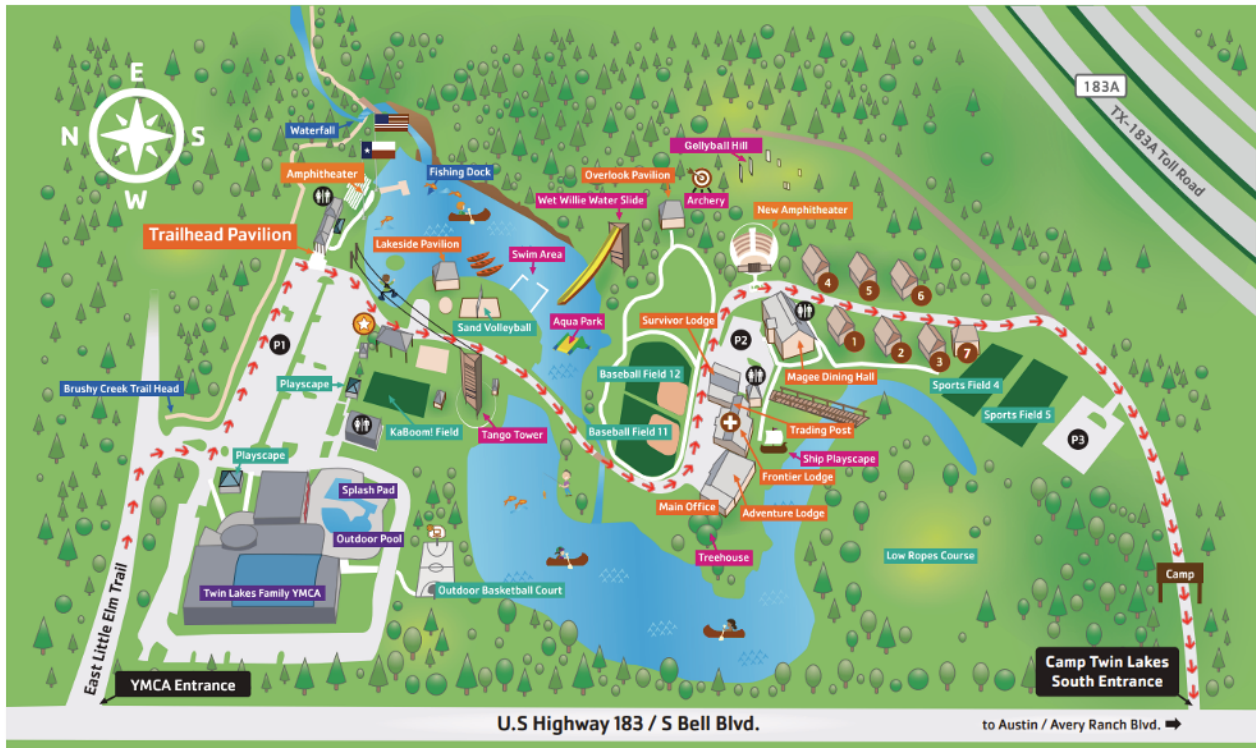 E
N
S
W
183A
TX-183A Toll Road
Waterfall
Gellyball Hill
Amphitheater
Fishing Dock
Overlook Pavilion
Archery
Wet Willie Water Slide
New Amphitheater
Trailhead Pavilion
Lakeside Pavilion
Swim Area
4
5
6
Survivor Lodge
Sand Volleyball
Aqua Park
P1
P2
1
2
3
7
Baseball Field 12
Magee Dining Hall
Brushy Creek Trail Head
Playscape
Sports Field 4
Sports Field 5
KaBoom! Field
Tango Tower
Baseball Field 11
Trading Post
P3
Playscape
Ship Playscape
Frontier Lodge
Splash Pad
Main Office
Adventure Lodge
Outdoor Pool
Treehouse
Low Ropes Course
Camp
Twin Lakes Family YMCA
Outdoor Basketball Court
East Little Elm Trail
YMCA Entrance
Camp Twin Lakes
South Entrance
U.S Highway 183 / S Bell Blvd.
to Austin / Avery Ranch Blvd.